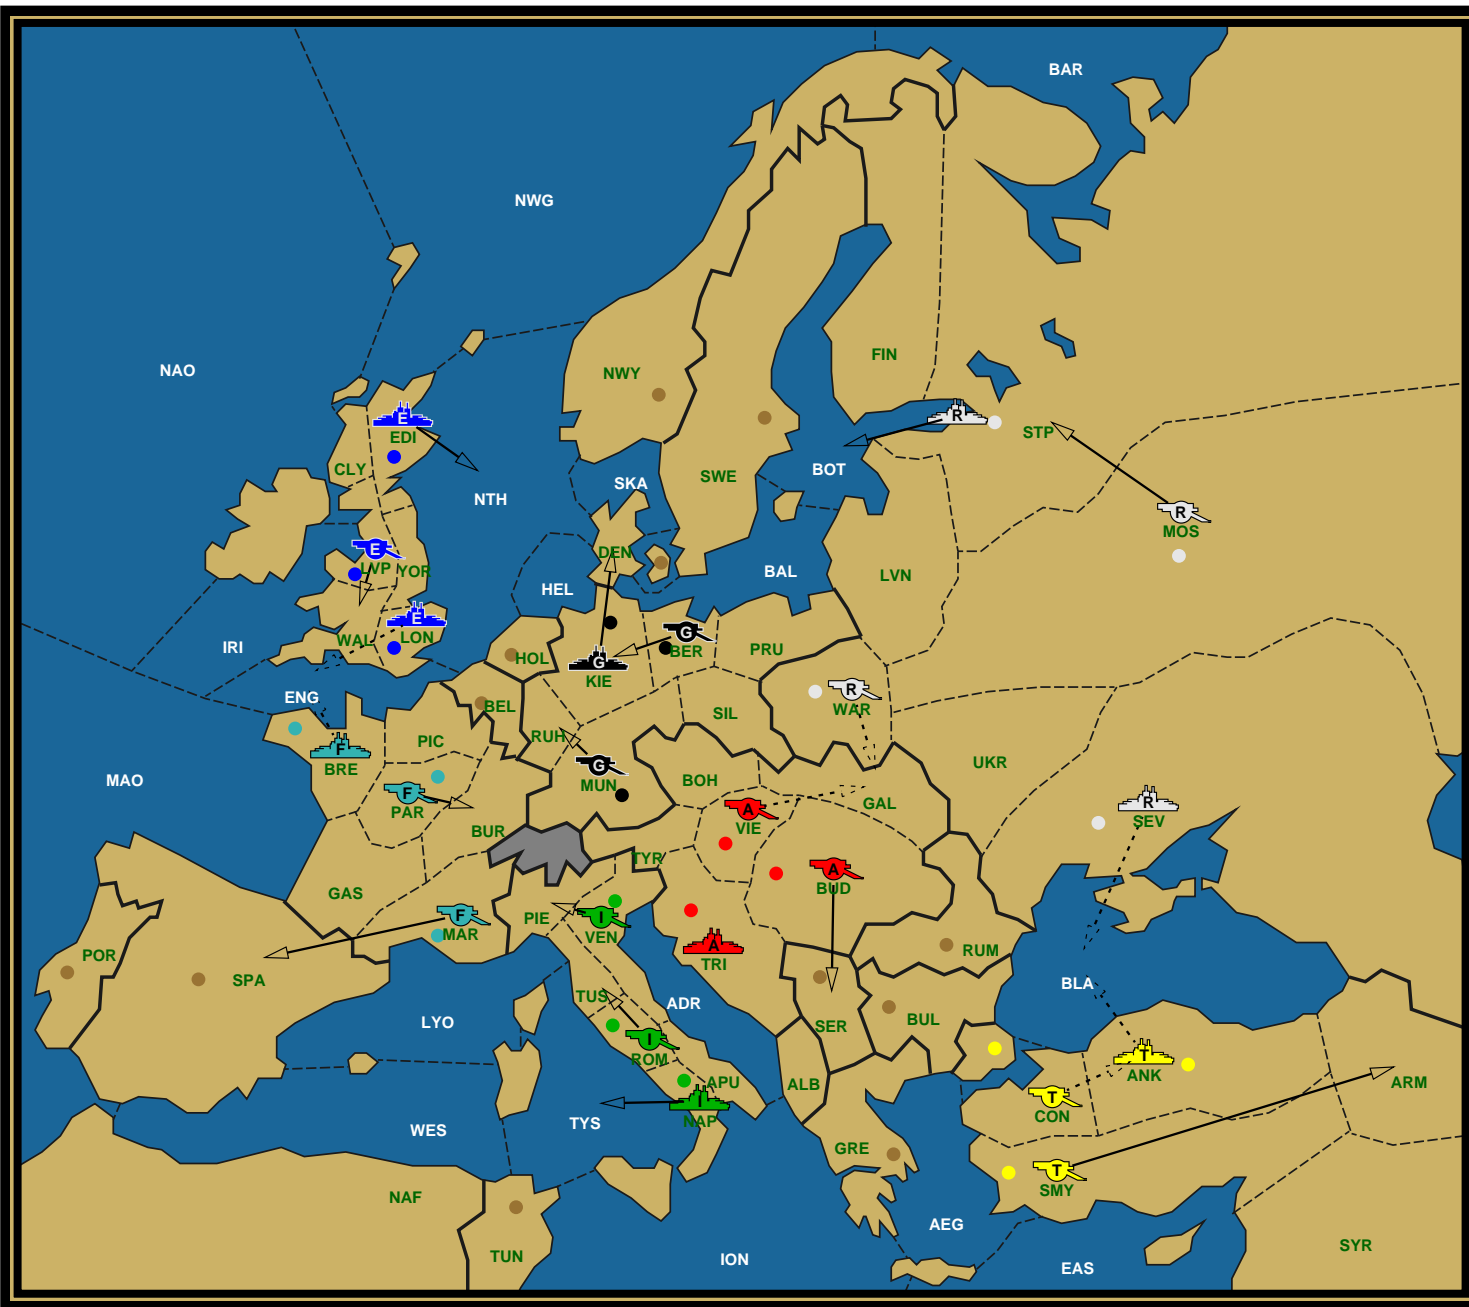 BAR
NWG
NAO
FIN
NWY
E
R
EDI
STP
CLY
BOT
SWE
SKA
NTH
R
MOS
E
DEN
LVP
YOR
BAL
LVN
HEL
E
LON
WAL
IRI
G
BER
PRU
HOL
G
KIE
R
WAR
ENG
BEL
SIL
PIC
RUH
F
BRE
UKR
MAO
G
MUN
BOH
F
PAR
A
VIE
GAL
R
SEV
BUR
TYR
A
BUD
GAS
F
MAR
PIE
I
VEN
A
TRI
RUM
POR
SPA
BLA
TUS
ADR
LYO
SER
BUL
I
ROM
T
ANK
APU
ALB
ARM
I
NAP
T
CON
WES
TYS
GRE
T
SMY
NAF
AEG
TUN
ION
EAS
SYR